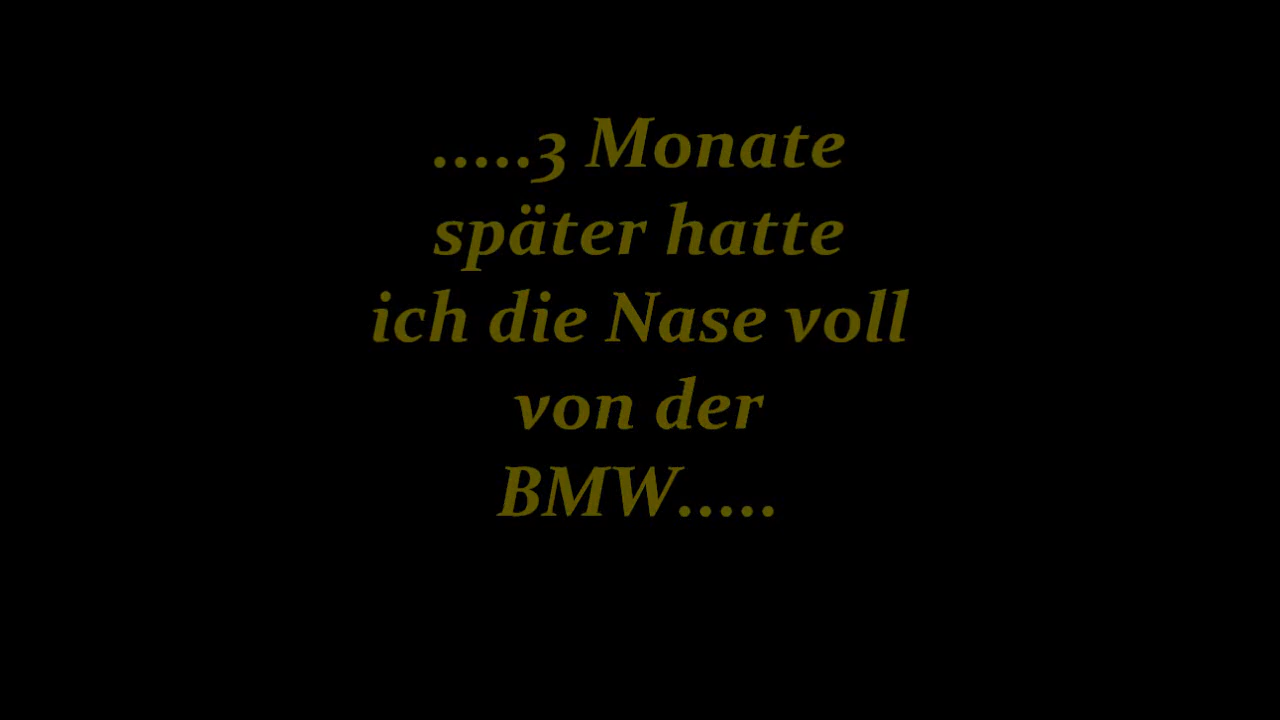 .....3 Monate
später hatte
ich die Nase voll
von der
BMW.....